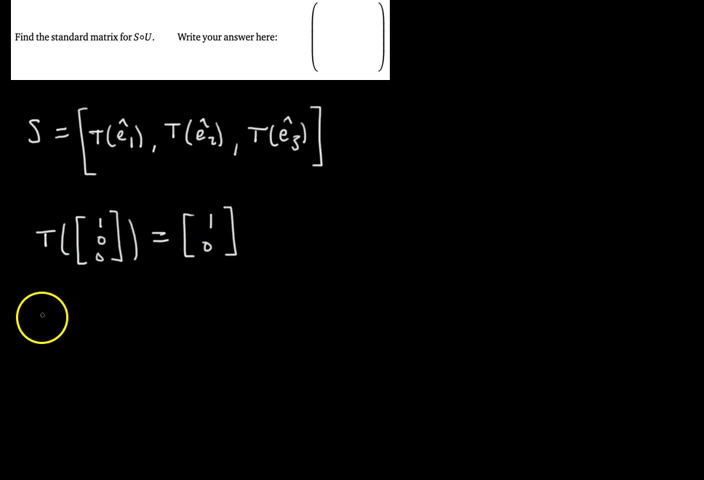 Find the standard matrix for S∘U. Write your answer here: ( )
S = [T(ê₁), T(ê₂), T(ê₃)]
T([1 0 0]) = [1 0]